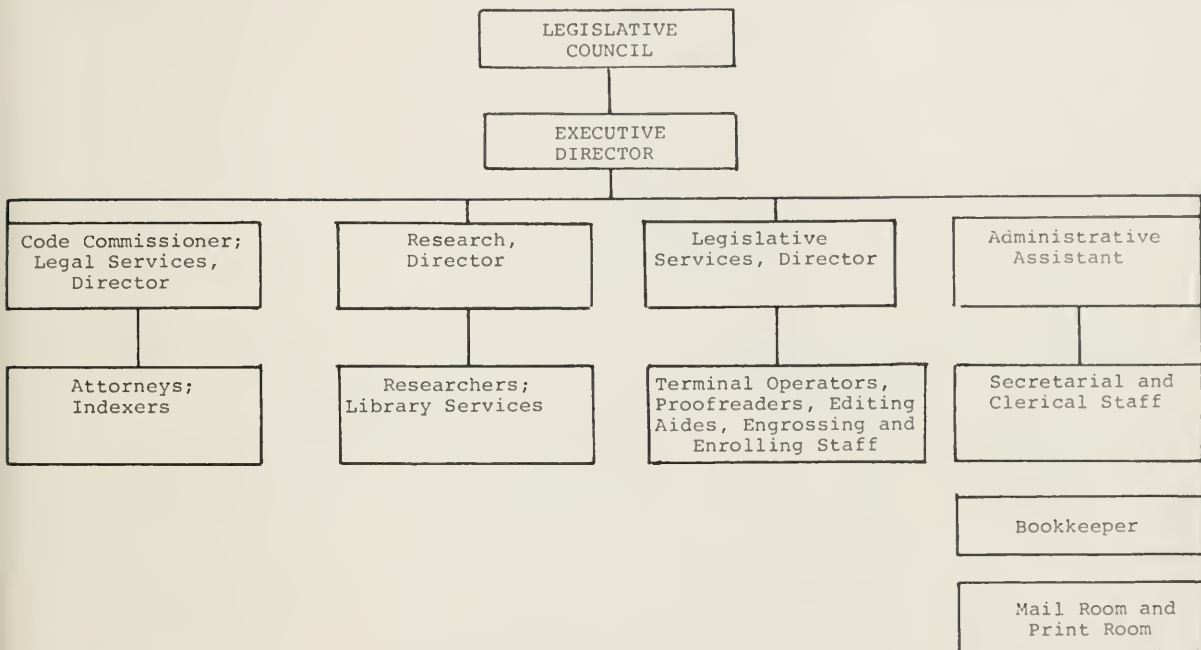 LEGISLATIVE
COUNCIL
EXECUTIVE
DIRECTOR
Code Commissioner;
Legal Services,
Director
Research,
Director
Legislative
Services, Director
Administrative
Assistant
Attorneys;
Indexers
Researchers;
Library Services
Terminal Operators,
Proofreaders, Editing
Aides, Engrossing and
Enrolling Staff
Secretarial and
Clerical Staff
Bookkeeper
Mail Room and
Print Room